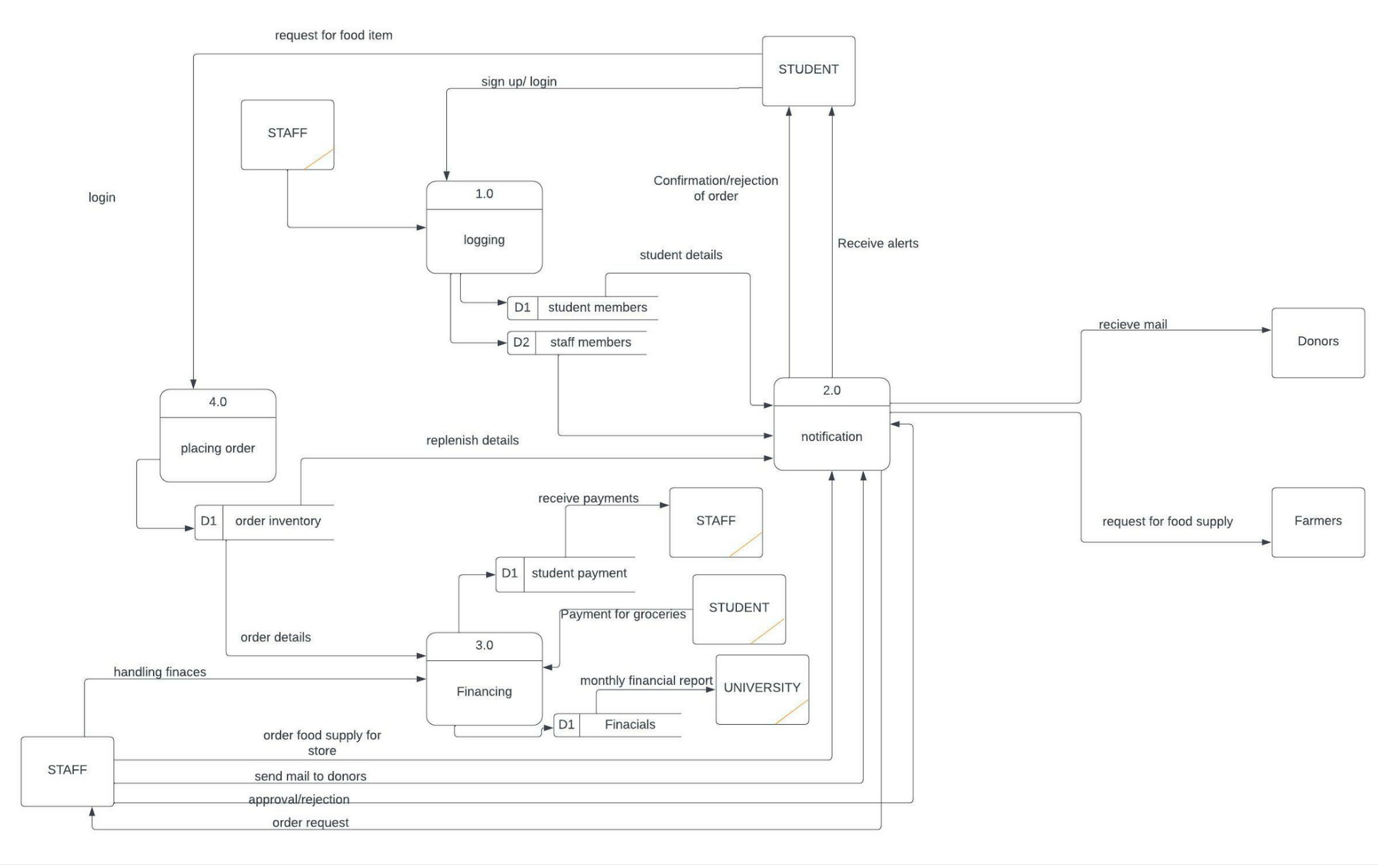 request for food item
STUDENT
sign up/ login
STAFF
login
1.0
logging
Confirmation/rejection
of order
Receive alerts
student details
D1 student members
D2 staff members
recieve mail
Donors
4.0
placing order
2.0
notification
replenish details
D1 order inventory
receive payments
STAFF
request for food supply
Farmers
D1 student payment
STUDENT
Payment for groceries
order details
3.0
Financing
handling finaces
monthly financial report
UNIVERSITY
D1 Finacials
order food supply for
store
STAFF
send mail to donors
approval/rejection
order request